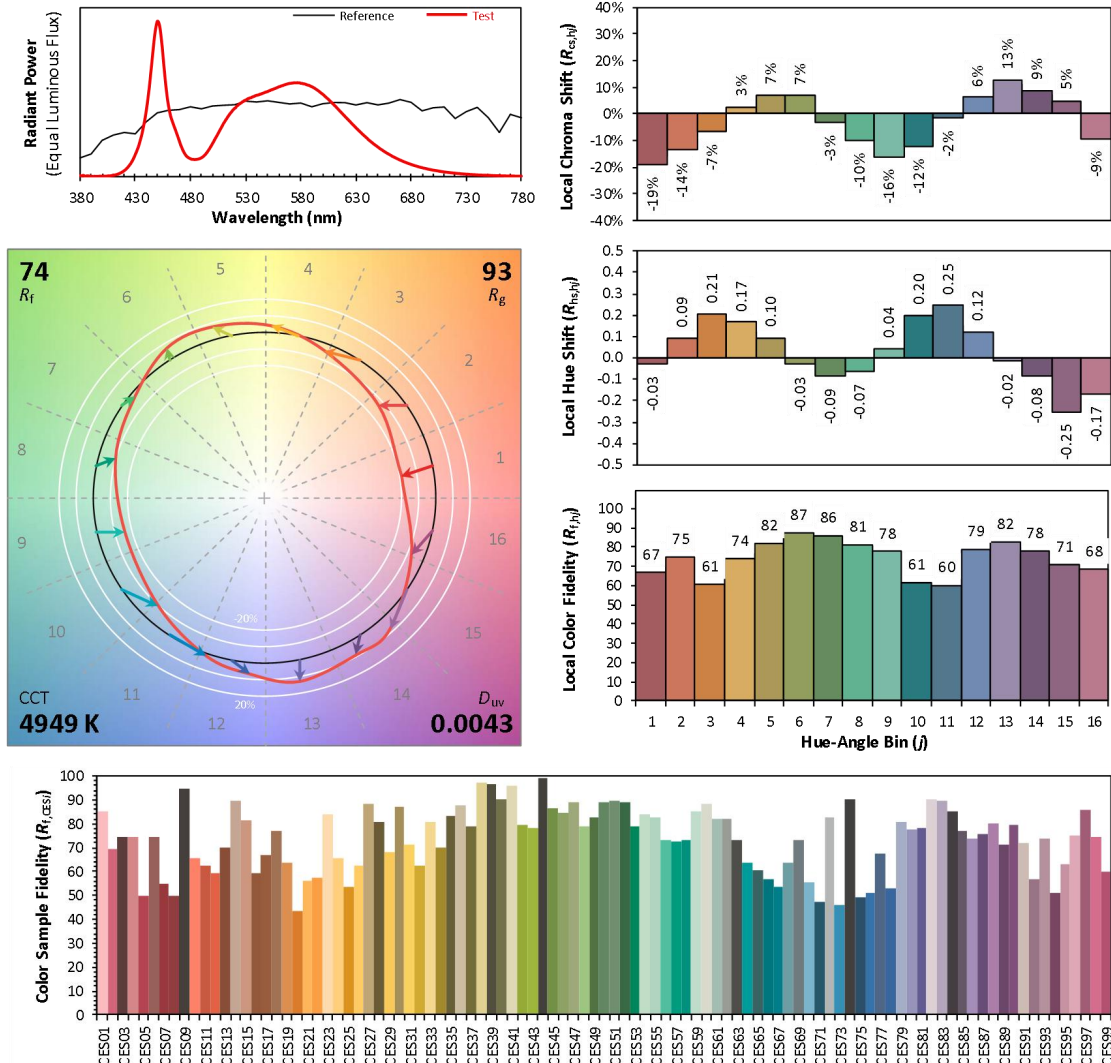 Reference
Test
Radiant Power
(Equal Luminous Flux)
380 430 480 530 580 630 680 730 780
Wavelength (nm)
Local Chroma Shift (Rcs,hj)
40%
30%
20%
10%
0%
-10%
-20%
-30%
40%
-19%
-14%
-7%
3%
7%
7%
-3%
-10%
-16%
-12%
-2%
6%
13%
9%
5%
-9%
74
Rf
93
Rg
5
4
6
3
7
2
8
1
9
16
10
15
11
14
12
13
-20%
20%
CCT
4949 K
Duv
0.0043
Local Hue Shift (Rhs,hj)
0.5
0.4
0.3
0.2
0.1
0.0
-0.1
-0.2
-0.3
-0.4
-0.5
-0.03
0.09
0.21
0.17
0.10
-0.03
-0.09
-0.07
0.04
0.20
0.25
0.12
-0.02
-0.08
-0.25
-0.17
Local Color Fidelity (Rf,hj)
100
90
80
70
60
50
40
30
20
10
0
67 75 61 74 82 87 86 81 78 61 60 79 82 78 71 68
1 2 3 4 5 6 7 8 9 10 11 12 13 14 15 16
Hue-Angle Bin (j)
Color Sample Fidelity (Rf,CESi)
100
90
80
70
60
50
40
30
20
10
0
CES01
CES03
CES05
CES07
CES09
CES11
CES13
CES15
CES17
CES19
CES21
CES23
CES25
CES27
CES29
CES31
CES33
CES35
CES37
CES39
CES41
CES43
CES45
CES47
CES49
CES51
CES53
CES55
CES57
CES59
CES61
CES63
CES65
CES67
CES69
CES71
CES73
CES75
CES77
CES79
CES81
CES83
CES85
CES87
CES89
CES91
CES93
CES95
CES97
CES99